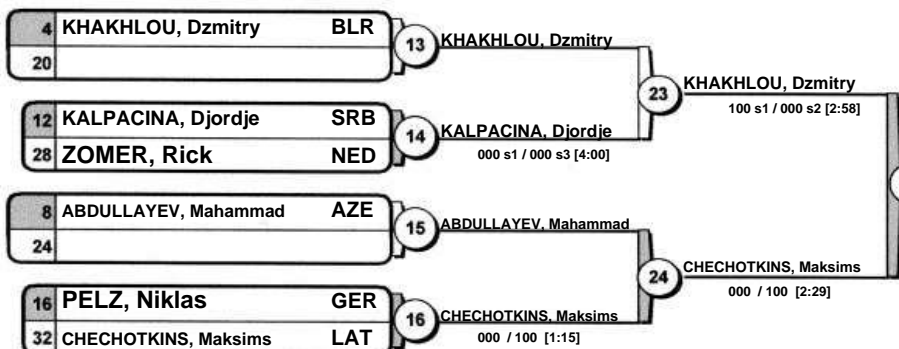 4 KHAKHLOU, Dzmitry BLR
20
13 KHAKHLOU, Dzmitry
12 KALPACINA, Djordje SRB
28 ZOMER, Rick NED
14 KALPACINA, Djordje
000 s1 / 000 s3 [4:00]
23 KHAKHLOU, Dzmitry
100 s1 / 000 s2 [2:58]
8 ABDULLAYEV, Mahammad AZE
24
15 ABDULLAYEV, Mahammad
16 PELZ, Niklas GER
32 CHECHOTKINS, Maksims LAT
16 CHECHOTKINS, Maksims
000 / 100 [1:15]
24 CHECHOTKINS, Maksims
000 / 100 [2:29]